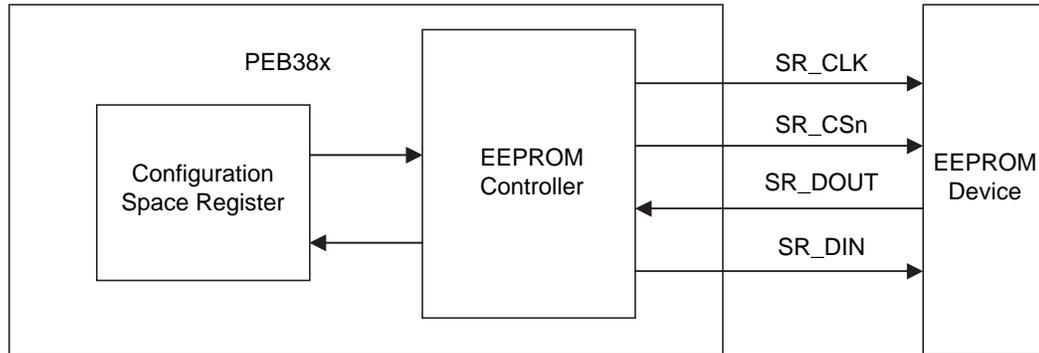 PEB38x
Configuration
Space Register
EEPROM
Controller
SR_CLK
SR_CSn
SR_DOUT
SR_DIN
EEPROM
Device